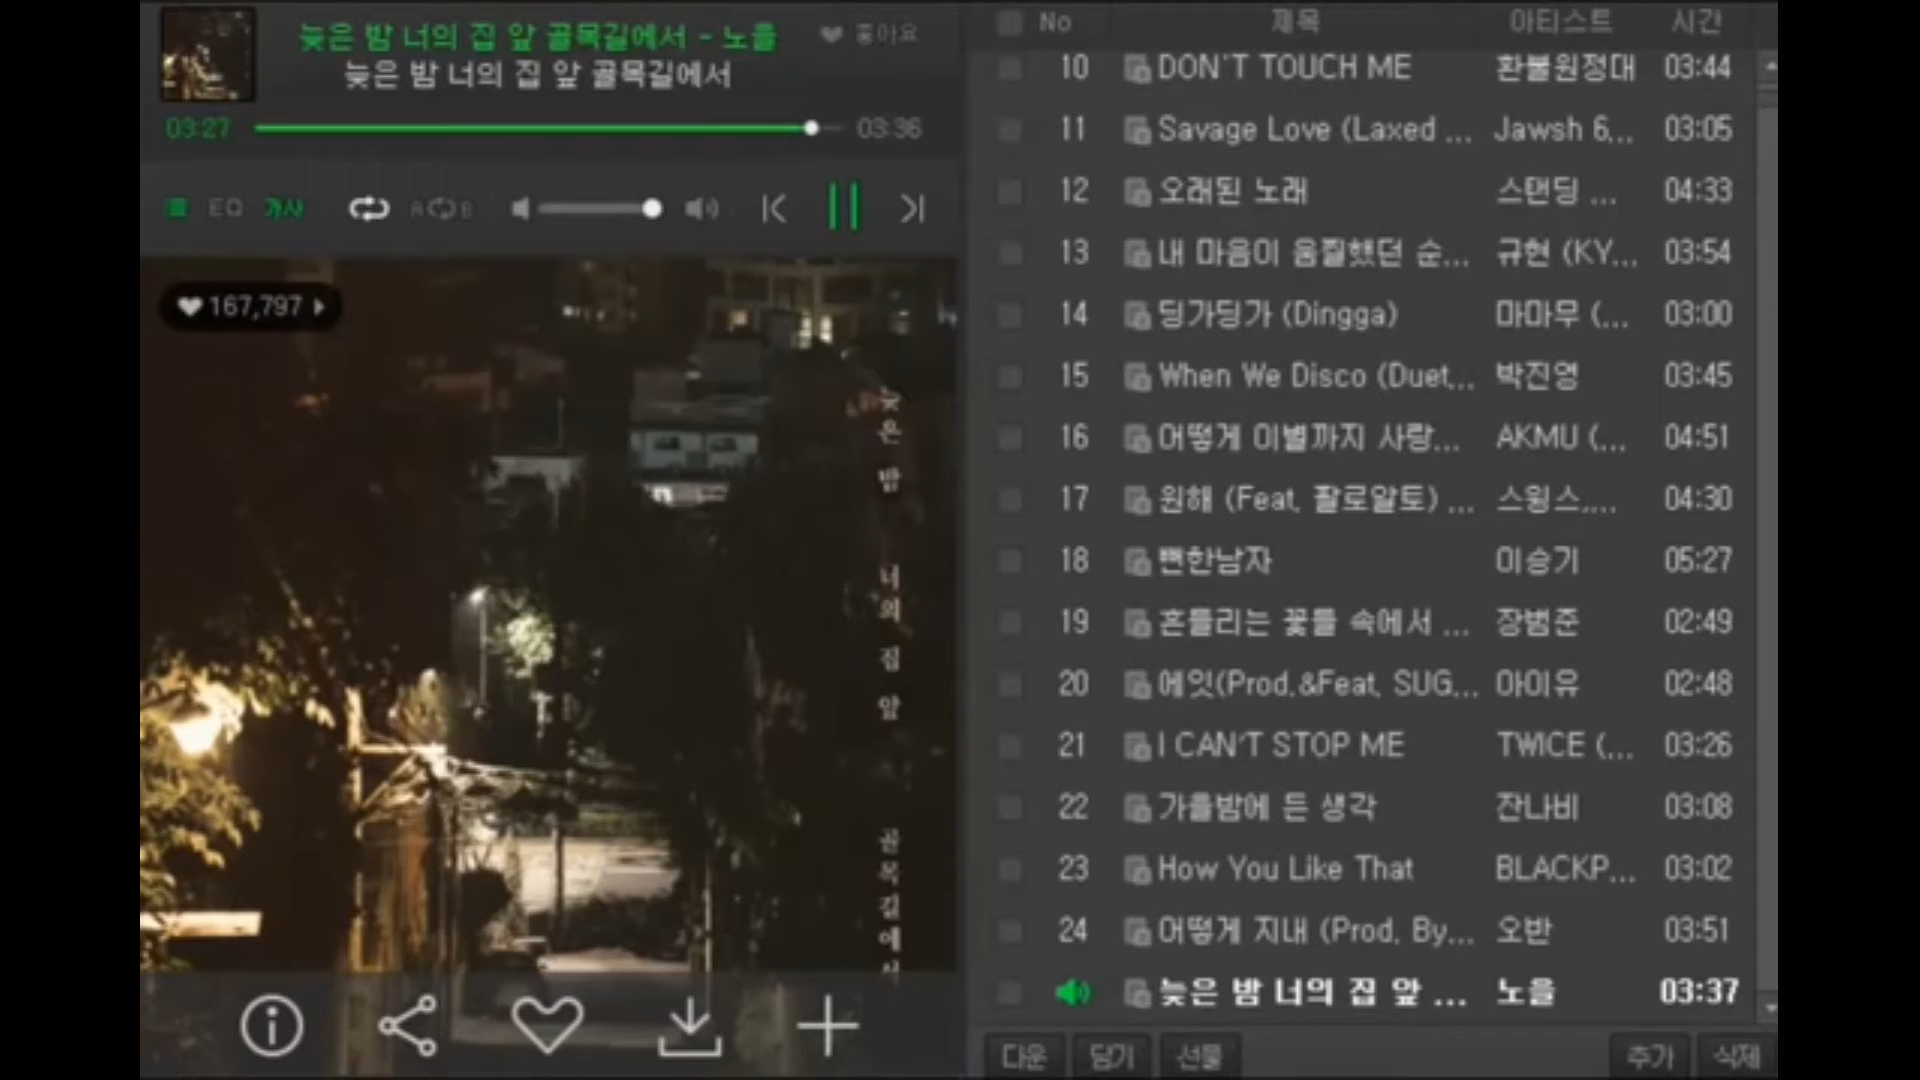 늦은 밤 너의 집 앞 골목길에서 - 노을
좋아요
늦은 밤 너의 집 앞 골목길에서
03:27
03:36
EQ 가사 A B
167,797
늦은 밤 너의 집 앞 골목길에서
No 제목 아티스트 시간
10 DON'T TOUCH ME 환불원정대 03:44
11 Savage Love (Laxed ... Jawsh 6,... 03:05
12 오래된 노래 스탠딩 ... 04:33
13 내 마음이 움찔했던 순... 규현 (KY... 03:54
14 딩가딩가 (Dingga) 마마무 (... 03:00
15 When We Disco (Duet... 박진영 03:45
16 어떻게 이별까지 사랑... AKMU (... 04:51
17 원해 (Feat. 팔로알토) ... 스윙스,... 04:30
18 뻔한남자 이승기 05:27
19 흔들리는 꽃들 속에서 ... 장범준 02:49
20 에잇(Prod.&Feat. SUG... 아이유 02:48
21 I CAN'T STOP ME TWICE (... 03:26
22 가을밤에 든 생각 잔나비 03:08
23 How You Like That BLACKP... 03:02
24 어떻게 지내 (Prod. By... 오반 03:51
늦은 밤 너의 집 앞 ... 노을 03:37
다운 담기 선물 추가 삭제